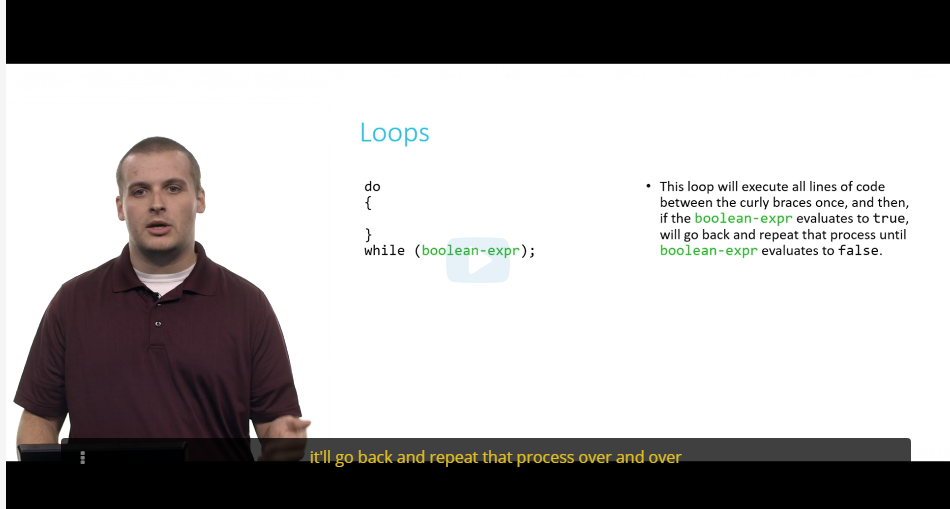 Loops
do
{
}
while (boolean-expr);
• This loop will execute all lines of code
between the curly braces once, and then,
if the boolean-expr evaluates to true,
will go back and repeat that process until
boolean-expr evaluates to false.
it'll go back and repeat that process over and over